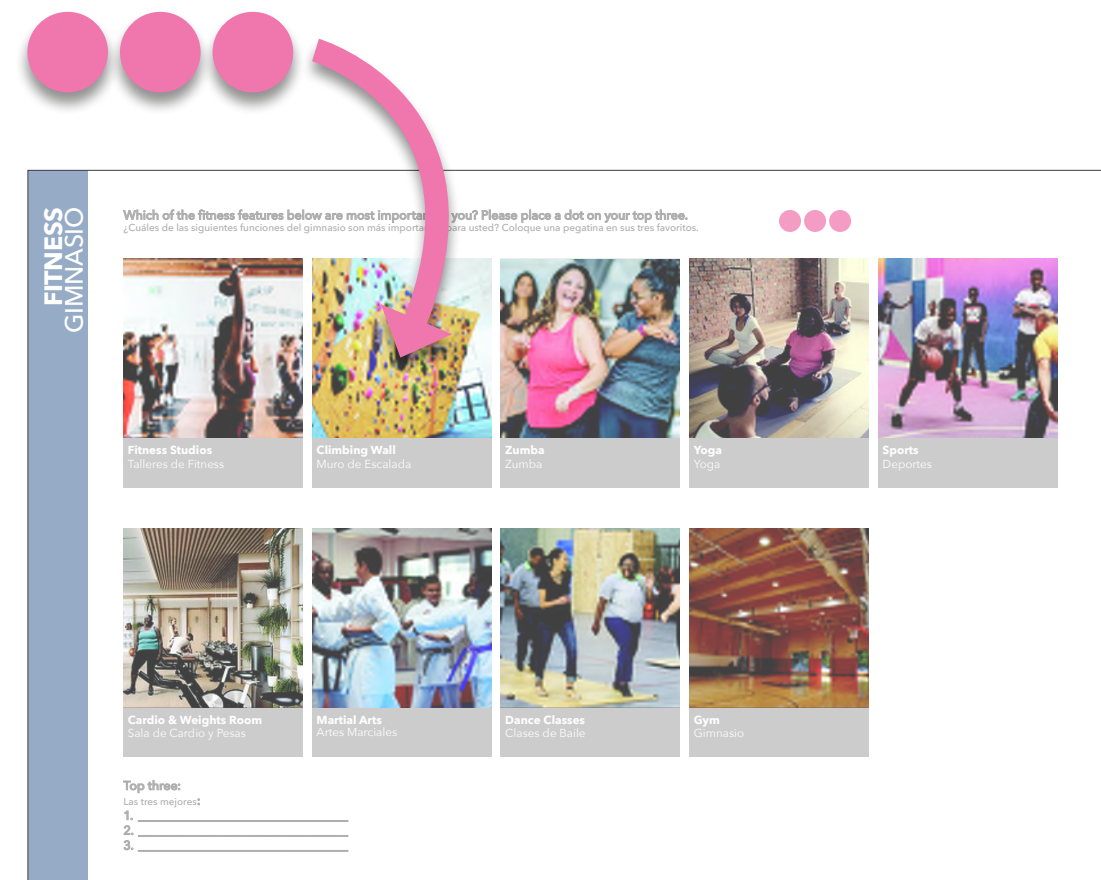 FITNESS
GIMNASIO
Which of the fitness features below are most importan you? Please place a dot on your top three.
¿Cuáles de las siguientes funciones del gimnasio son más importa para usted? Coloque una pegatina en sus tres favoritos.
Fitness Studios
Talleres de Fitness
Climbing Wall
Muro de Escalada
Zumba
Zumba
Yoga
Yoga
Sports
Deportes
Cardio & Weights Room
Sala de Cardio y Pesas
Martial Arts
Artes Marciales
Dance Classes
Clases de Baile
Gym
Gimnasio
Top three:
Las tres mejores:
1.
2.
3.